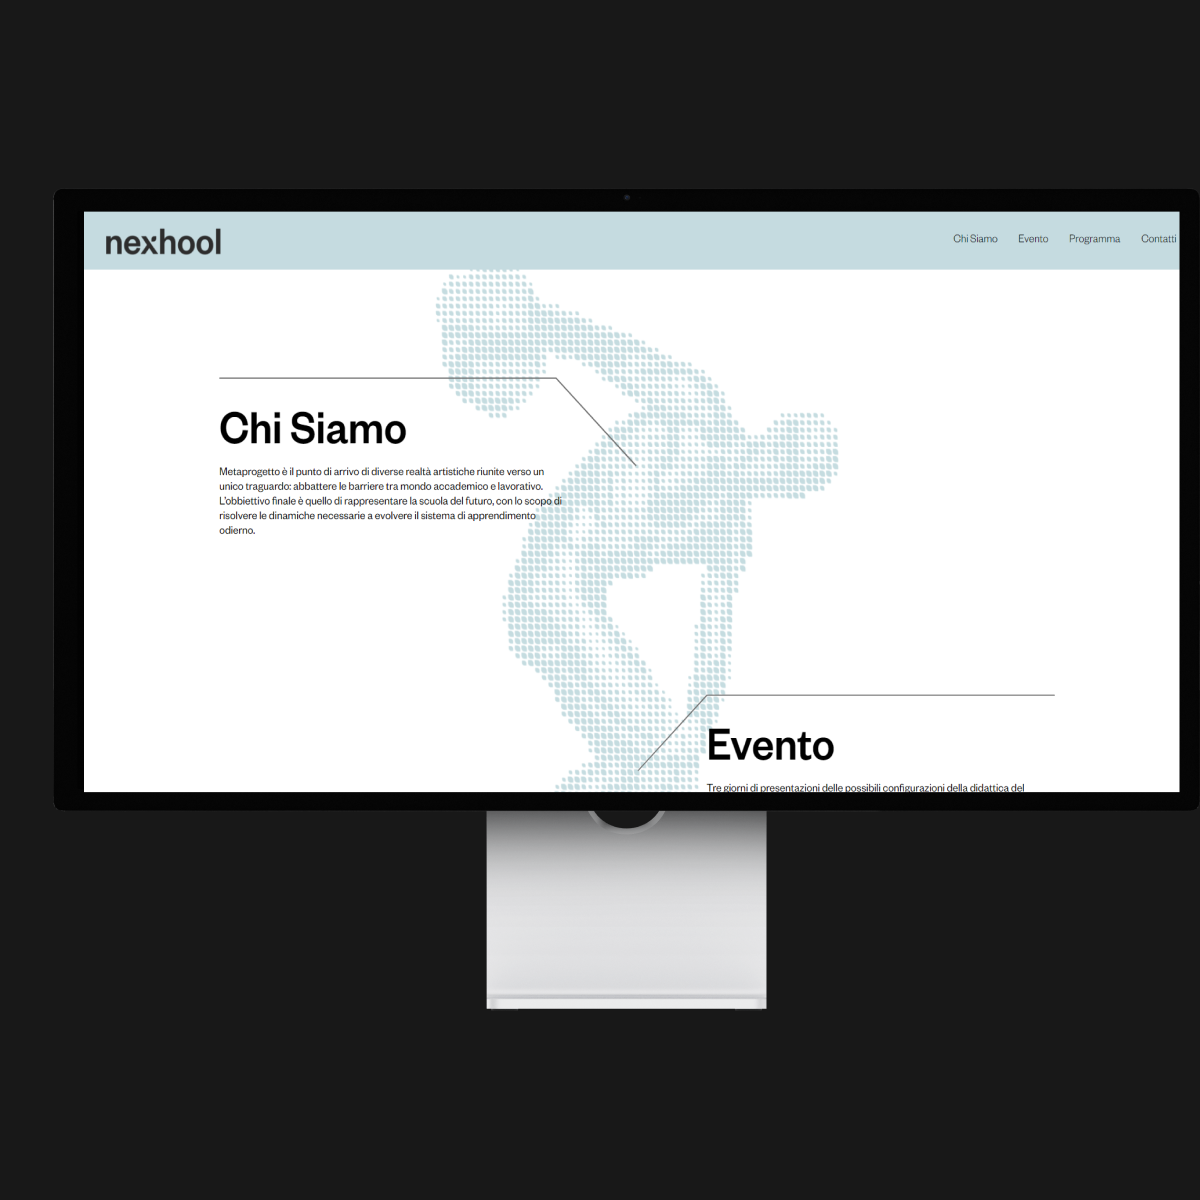 nexhool
Chi Siamo
Evento
Programma
Contatti
Chi Siamo
Metaprogetto è il punto di arrivo di diverse realtà artistiche riunite verso un
unico traguardo: abbattere le barriere tra mondo accademico e lavorativo.
L'obbiettivo finale è quello di rappresentare la scuola del futuro, con lo scopo di
risolvere le dinamiche necessarie a evolvere il sistema di apprendimento
odierno.
Evento
Tre giorni di presentazioni delle possibili configurazioni della didattica del